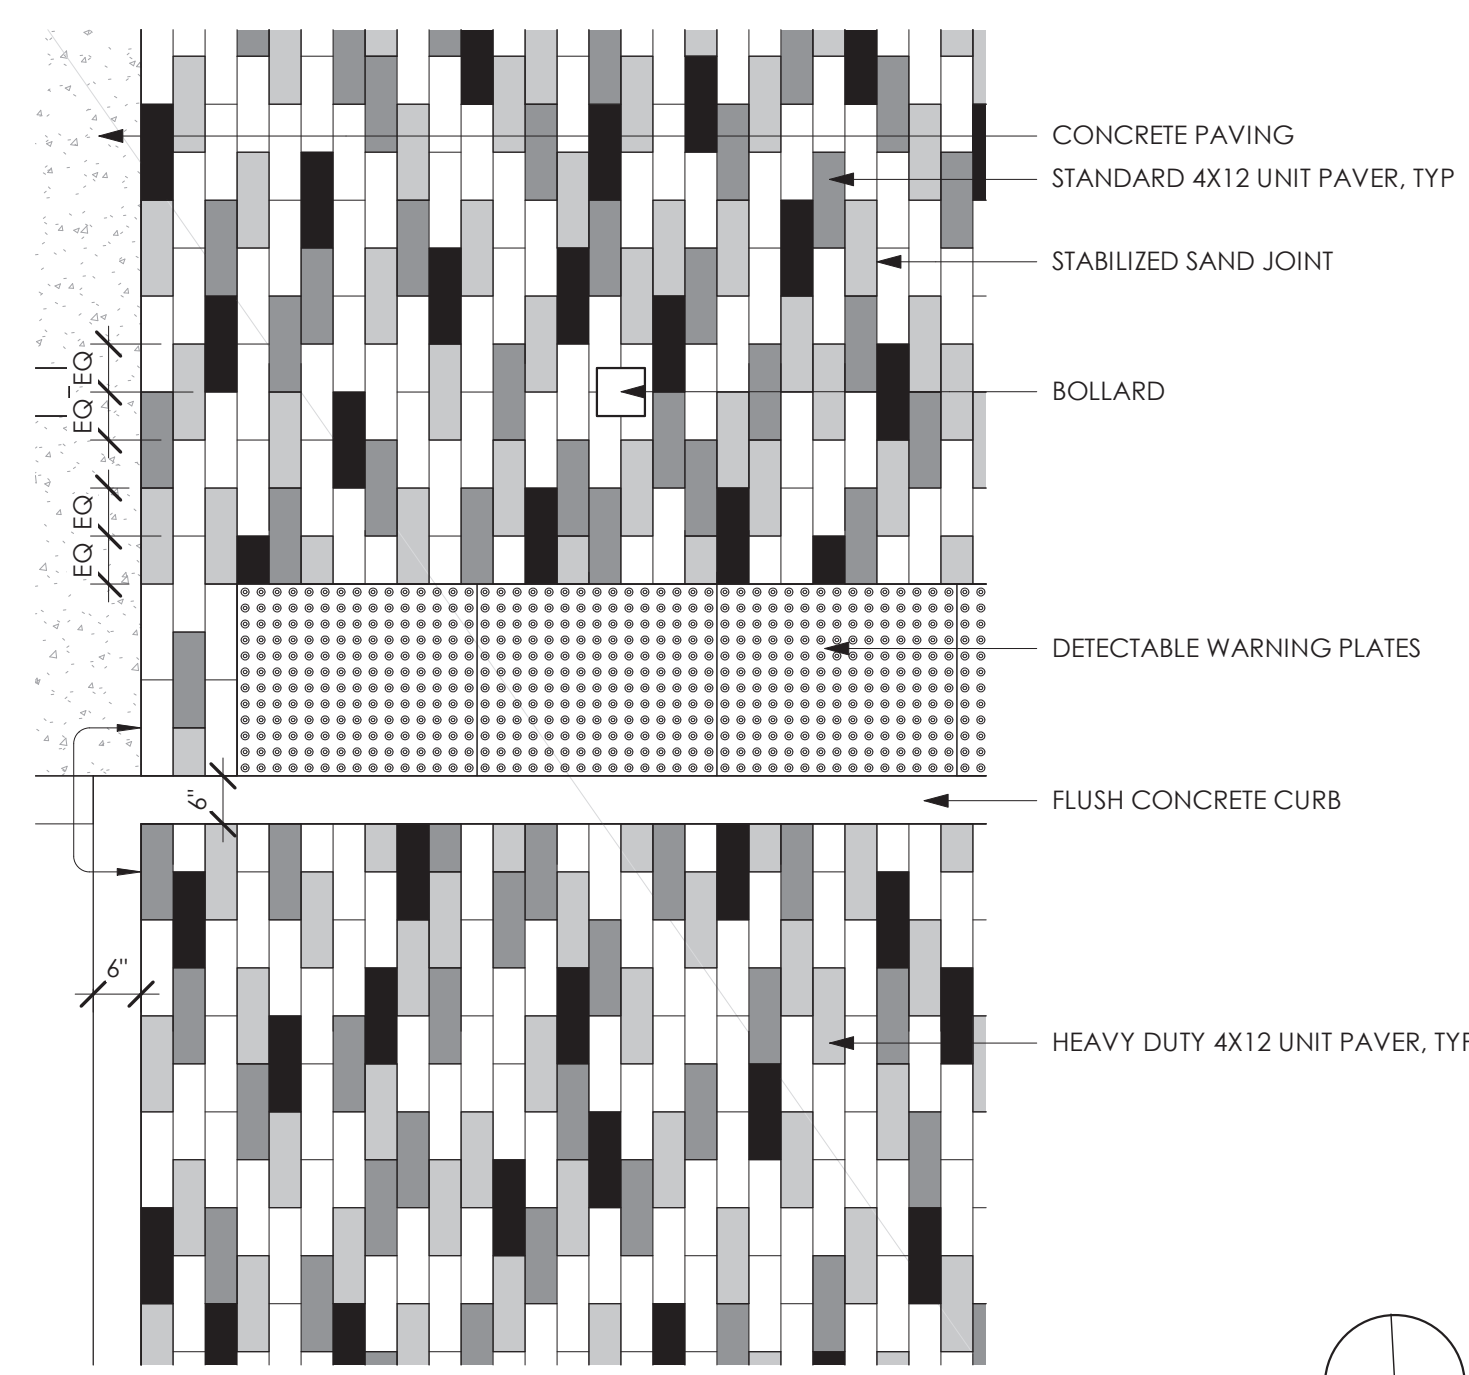 CONCRETE PAVING
STANDARD 4X12 UNIT PAVER, TYP
STABILIZED SAND JOINT
EQ
EQ
BOLLARD
EQ
EQ
DETECTABLE WARNING PLATES
6"
FLUSH CONCRETE CURB
6"
HEAVY DUTY 4X12 UNIT PAVER, TYP